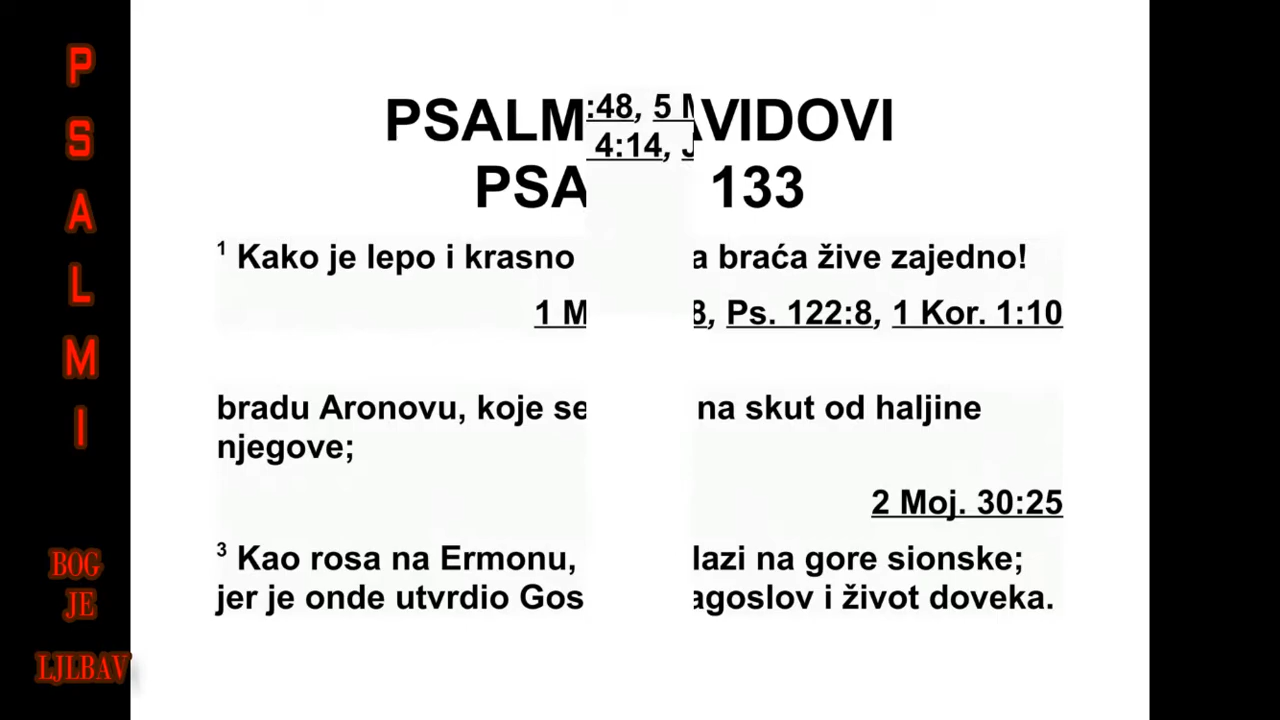 P
S
A
L
M
I
BOG
JE
LJLBAV
PSALM :48, 5 VIDOVI
4:14,
PSA 133
1 Kako je lepo i krasno a braća žive zajedno!
1 M 8, Ps. 122:8, 1 Kor. 1:10
bradu Aronovu, koje se na skut od haljine
njegove;
2 Moj. 30:25
3 Kao rosa na Ermonu, lazi na gore sionske;
jer je onde utvrdio Gos agoslov i život doveka.